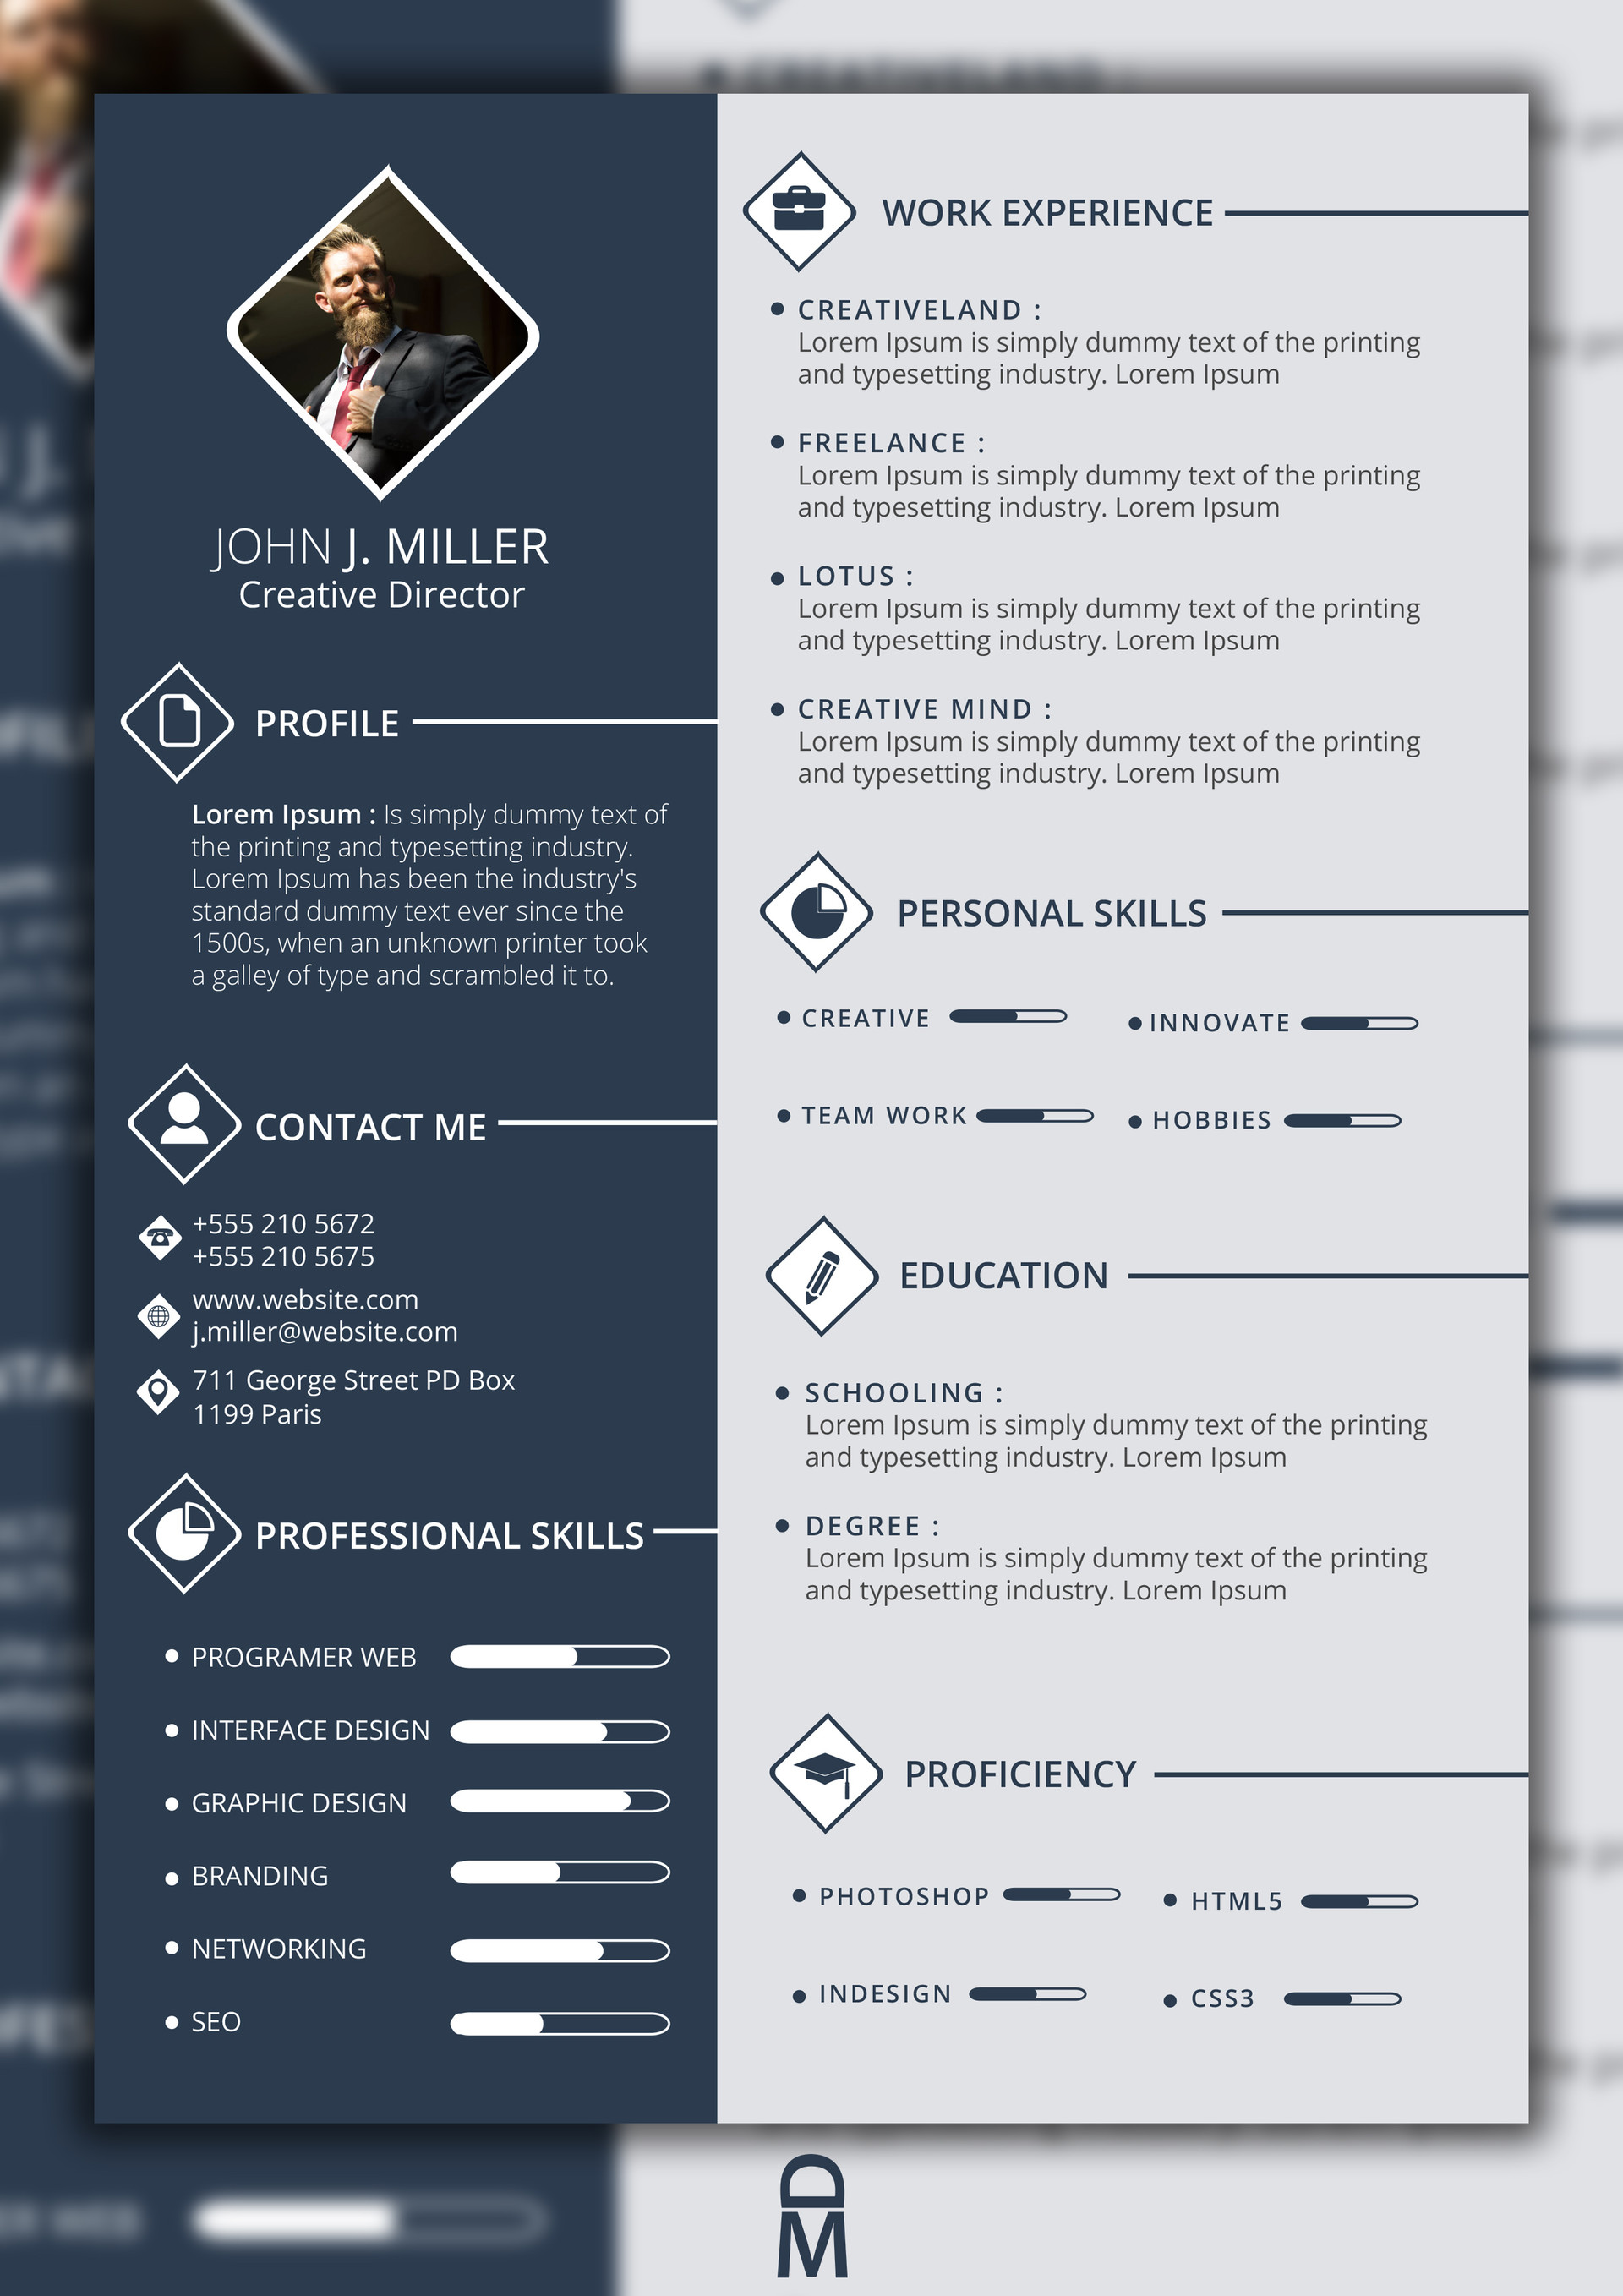 JOHN J. MILLER
Creative Director
PROFILE
Lorem Ipsum : Is simply dummy text of
the printing and typesetting industry.
Lorem Ipsum has been the industry's
standard dummy text ever since the
1500s, when an unknown printer took
a galley of type and scrambled it to.
CONTACT ME
+555 210 5672
+555 210 5675
www.website.com
j.miller@website.com
711 George Street PD Box
1199 Paris
PROFESSIONAL SKILLS
PROGRAMER WEB
INTERFACE DESIGN
GRAPHIC DESIGN
BRANDING
NETWORKING
SEO
WORK EXPERIENCE
CREATIVELAND :
Lorem Ipsum is simply dummy text of the printing
and typesetting industry. Lorem Ipsum
FREELANCE :
Lorem Ipsum is simply dummy text of the printing
and typesetting industry. Lorem Ipsum
LOTUS :
Lorem Ipsum is simply dummy text of the printing
and typesetting industry. Lorem Ipsum
CREATIVE MIND :
Lorem Ipsum is simply dummy text of the printing
and typesetting industry. Lorem Ipsum
PERSONAL SKILLS
CREATIVE
INNOVATE
TEAM WORK
HOBBIES
EDUCATION
SCHOOLING :
Lorem Ipsum is simply dummy text of the printing
and typesetting industry. Lorem Ipsum
DEGREE :
Lorem Ipsum is simply dummy text of the printing
and typesetting industry. Lorem Ipsum
PROFICIENCY
PHOTOSHOP
HTML5
INDESIGN
CSS3
DM